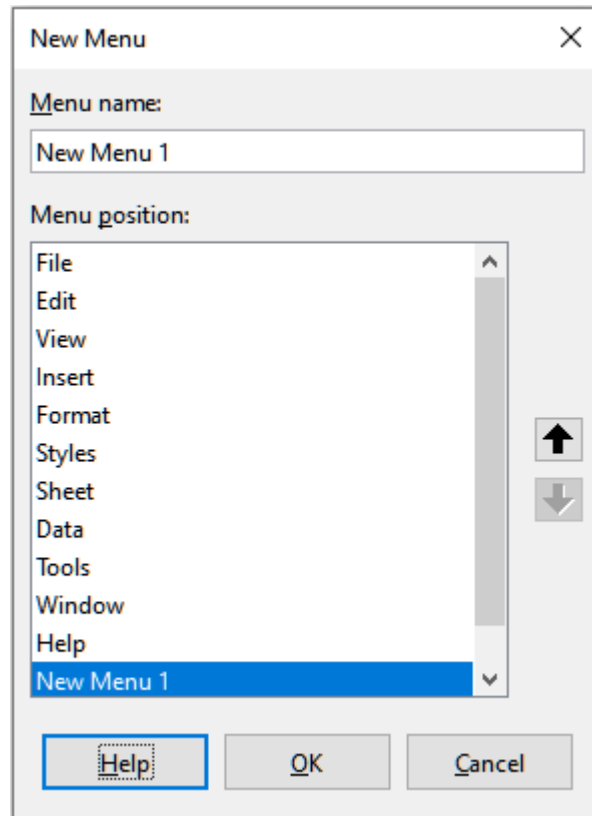 New Menu
Menu name:
New Menu 1
Menu position:
File
Edit
View
Insert
Format
Styles
Sheet
Data
Tools
Window
Help
New Menu 1
Help OK Cancel